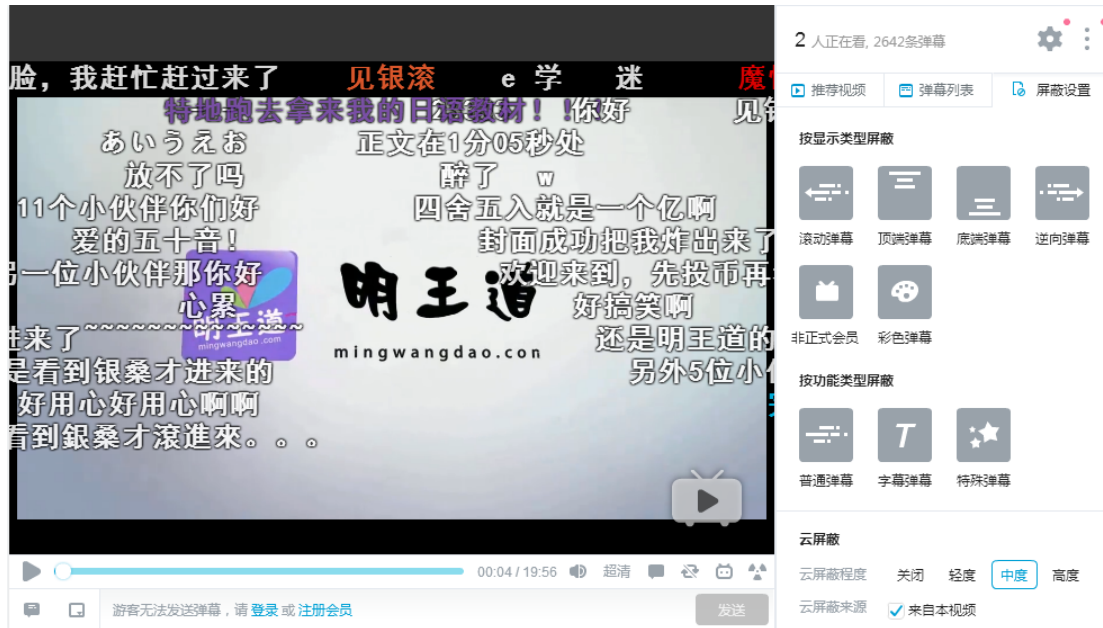 脸，我赶忙赶过来了 见银滚 e 学 迷
特地跑去拿来我的日语教材！！ 你好 见银
あいうえお 正文在1分05秒处
放不了吗 醉了 w
11个小伙伴你们好 四舍五入就是一个亿啊
爱的五十音！ 封面成功把我炸出来了
另一位小伙伴那你好 欢迎来到，先投币再
心累 好搞笑啊
进来了~~~~~~~~~~~~~~ 还是明王道的
是看到银桑才进来的 另外5位小伙
好用心好用心啊啊
看到銀桑才滾進來。。。
明王道
mingwangdao.com
明王道
mingwangdao.con
00:04 / 19:56 超清
游客无法发送弹幕，请 登录 或 注册会员 发送
2 人正在看, 2642条弹幕
推荐视频 弹幕列表 屏蔽设置
按显示类型屏蔽
滚动弹幕 顶端弹幕 底端弹幕 逆向弹幕
非正式会员 彩色弹幕
按功能类型屏蔽
T
普通弹幕 字幕弹幕 特殊弹幕
云屏蔽
云屏蔽程度 关闭 轻度 中度 高度
云屏蔽来源 来自本视频